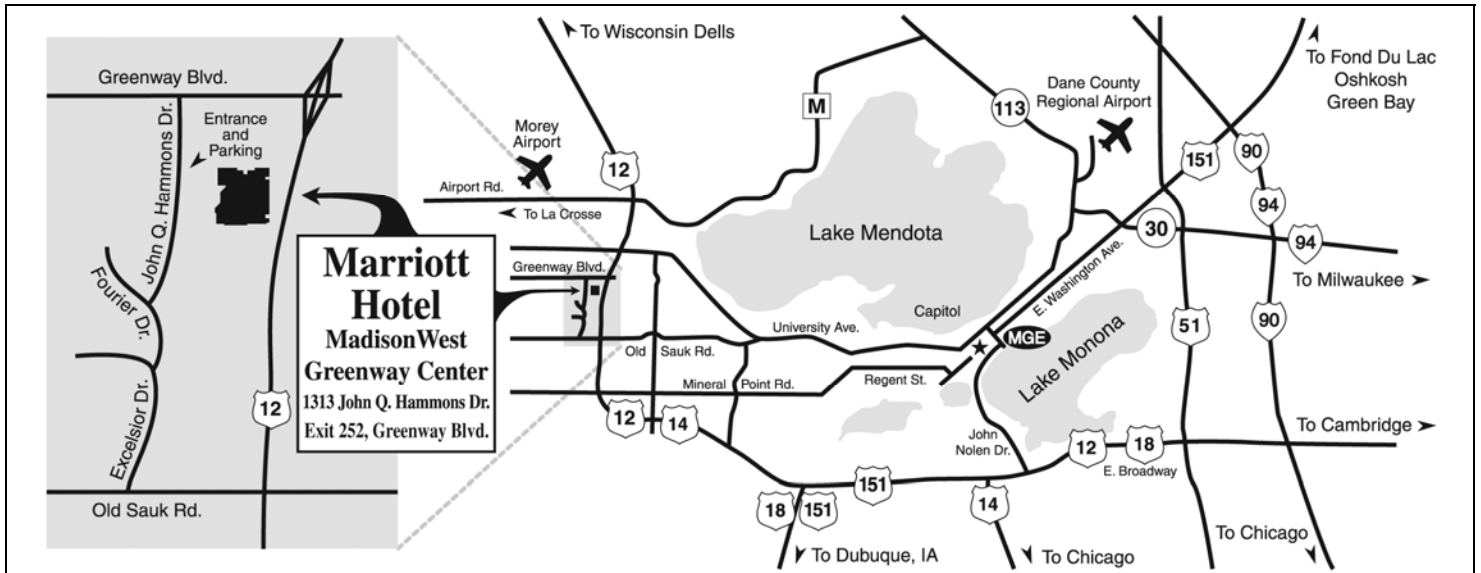 Greenway Blvd.
John Q. Hammons Dr.
Entrance
and
Parking
Fourier Dr.
Excelsior Dr.
12
Old Sauk Rd.
Marriott
Hotel
MadisonWest
Greenway Center
1313 John Q. Hammons Dr.
Exit 252, Greenway Blvd.
To Wisconsin Dells
Morey
Airport
12
Airport Rd.
To La Crosse
Greenway Blvd.
M
113
Dane County
Regional Airport
To Fond Du Lac
Oshkosh
Green Bay
151
90
94
30
94
To Milwaukee
90
51
Lake Mendota
Capitol
E. Washington Ave.
MGE
Lake Monona
University Ave.
Old Sauk Rd.
Mineral Point Rd.
Regent St.
12
14
John
Nolen Dr.
12
18
E. Broadway
To Cambridge
151
18
151
14
To Dubuque, IA
To Chicago
To Chicago